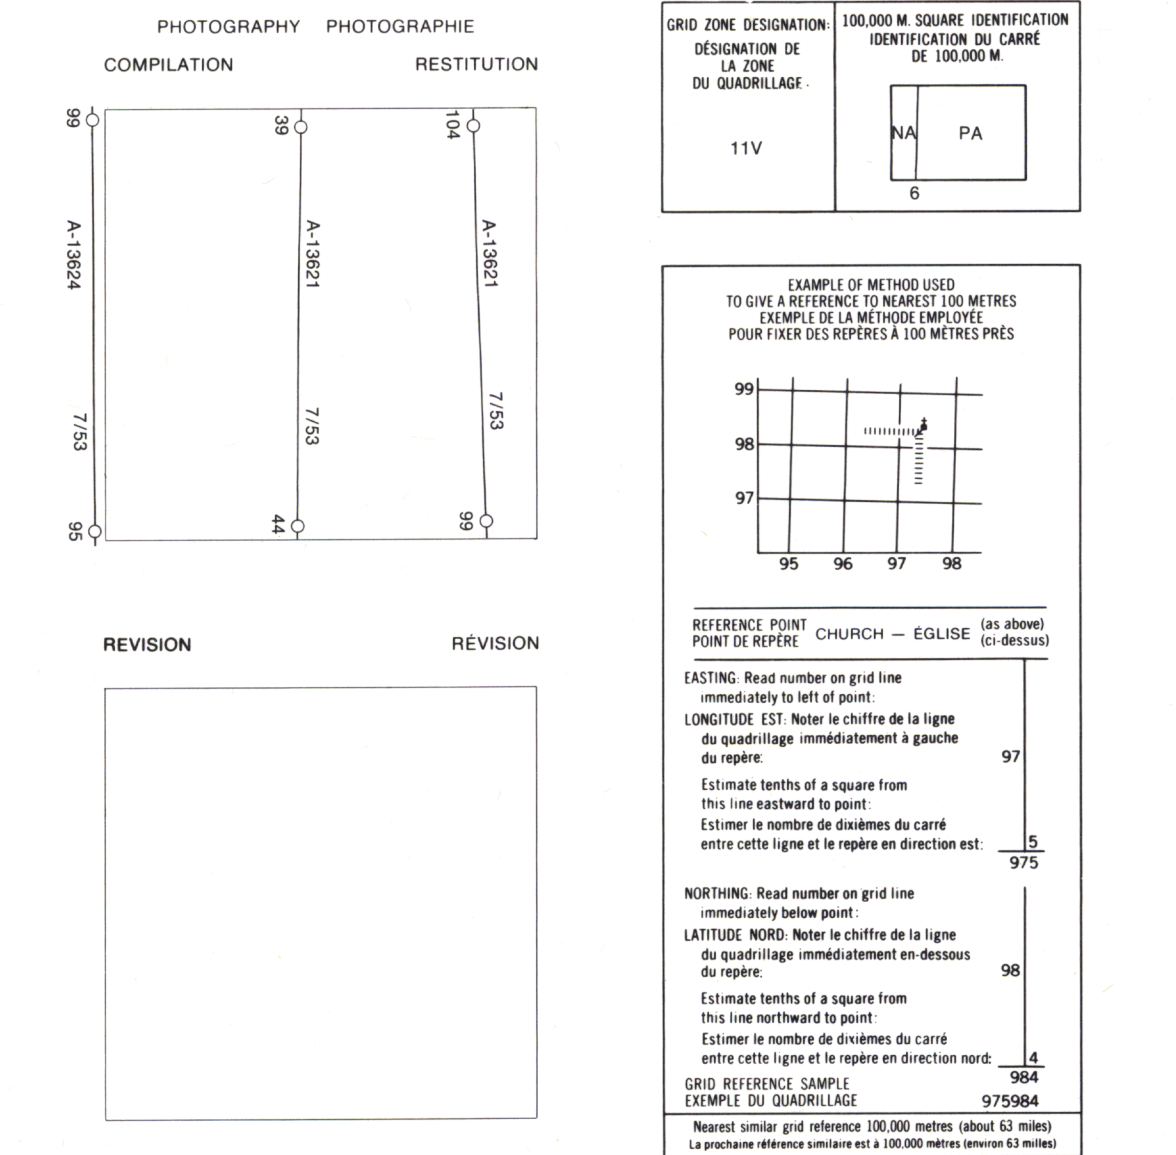 PHOTOGRAPHY PHOTOGRAPHIE
COMPILATION RESTITUTION
99
39
104
A-13624
A-13621
A-13621
7/53
7/53
7/53
95
44
99
REVISION RÉVISION
GRID ZONE DESIGNATION:
DÉSIGNATION DE
LA ZONE
DU QUADRILLAGE
11V
100,000 M. SQUARE IDENTIFICATION
IDENTIFICATION DU CARRÉ
DE 100,000 M.
NA PA
6
EXAMPLE OF METHOD USED
TO GIVE A REFERENCE TO NEAREST 100 METRES
EXEMPLE DE LA MÉTHODE EMPLOYÉE
POUR FIXER DES REPÈRES À 100 MÈTRES PRÈS
99
98
97
95 96 97 98
REFERENCE POINT
POINT DE REPÈRE
CHURCH — ÉGLISE
(as above)
(ci-dessus)
EASTING: Read number on grid line
immediately to left of point:
LONGITUDE EST: Noter le chiffre de la ligne
du quadrillage immédiatement à gauche
du repère: 97
Estimate tenths of a square from
this line eastward to point:
Estimer le nombre de dixièmes du carré
entre cette ligne et le repère en direction est: 5
975
NORTHING: Read number on grid line
immediately below point:
LATITUDE NORD: Noter le chiffre de la ligne
du quadrillage immédiatement en-dessous
du repère: 98
Estimate tenths of a square from
this line northward to point:
Estimer le nombre de dixièmes du carré
entre cette ligne et le repère en direction nord: 4
984
GRID REFERENCE SAMPLE
EXEMPLE DU QUADRILLAGE 975984
Nearest similar grid reference 100,000 metres (about 63 miles)
La prochaine référence similaire est à 100,000 mètres (environ 63 milles)